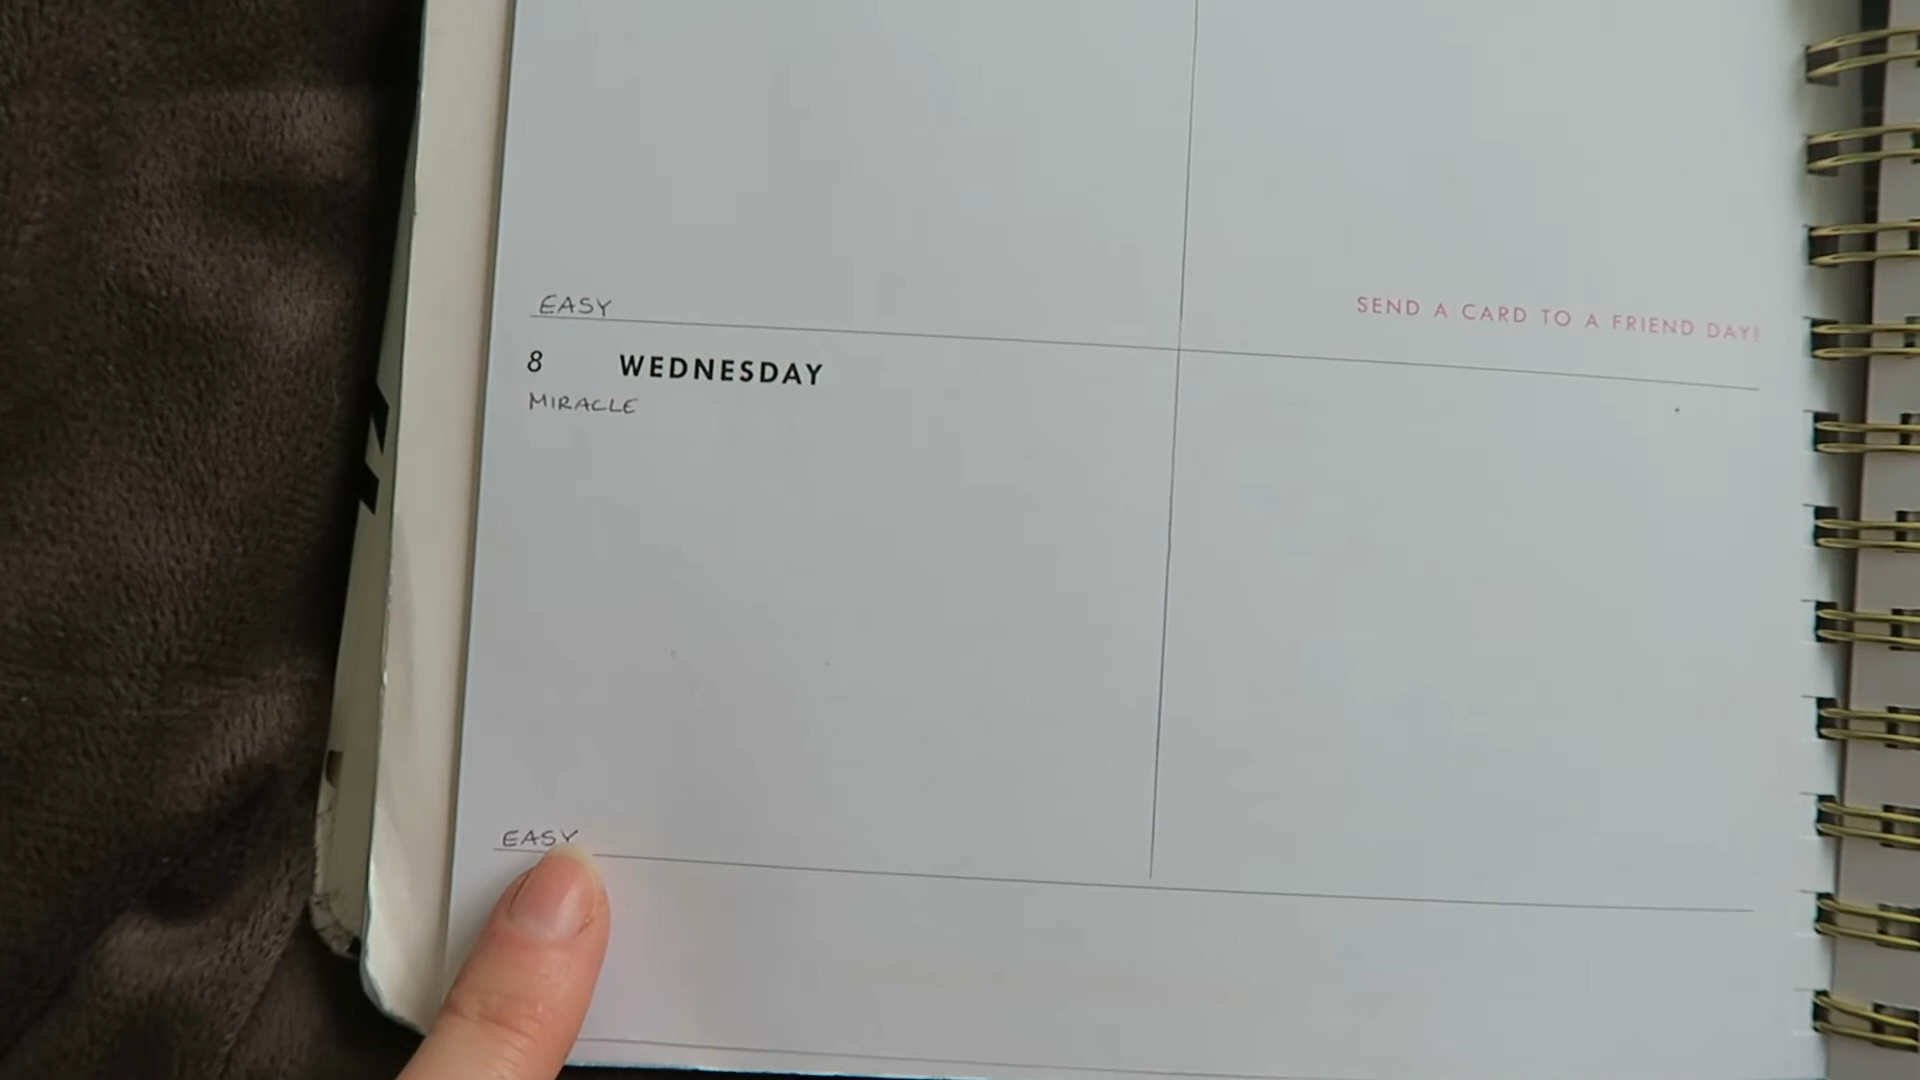 EASY
SEND A CARD TO A FRIEND DAY!
8 WEDNESDAY
MIRACLE
EASY